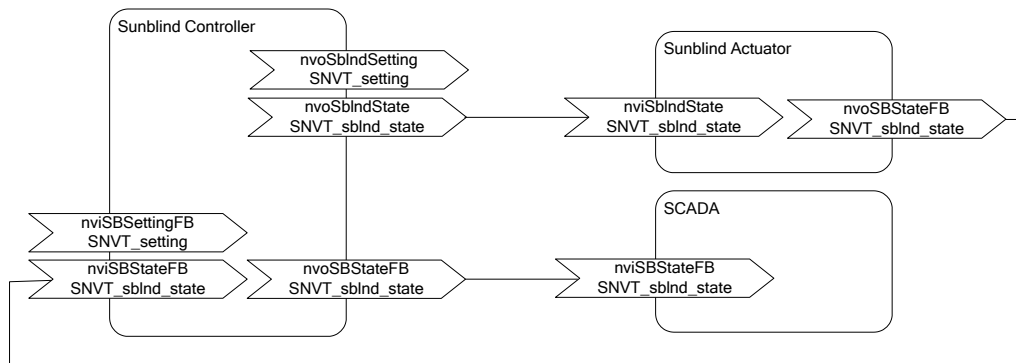 Sunblind Controller
nvoSblndSetting
SNVT_setting
nvoSblndState
SNVT_sblnd_state
nviSBSettingFB
SNVT_setting
nviSBStateFB
SNVT_sblnd_state
nvoSBStateFB
SNVT_sblnd_state
Sunblind Actuator
nviSblndState
SNVT_sblnd_state
nvoSBStateFB
SNVT_sblnd_state
SCADA
nviSBStateFB
SNVT_sblnd_state